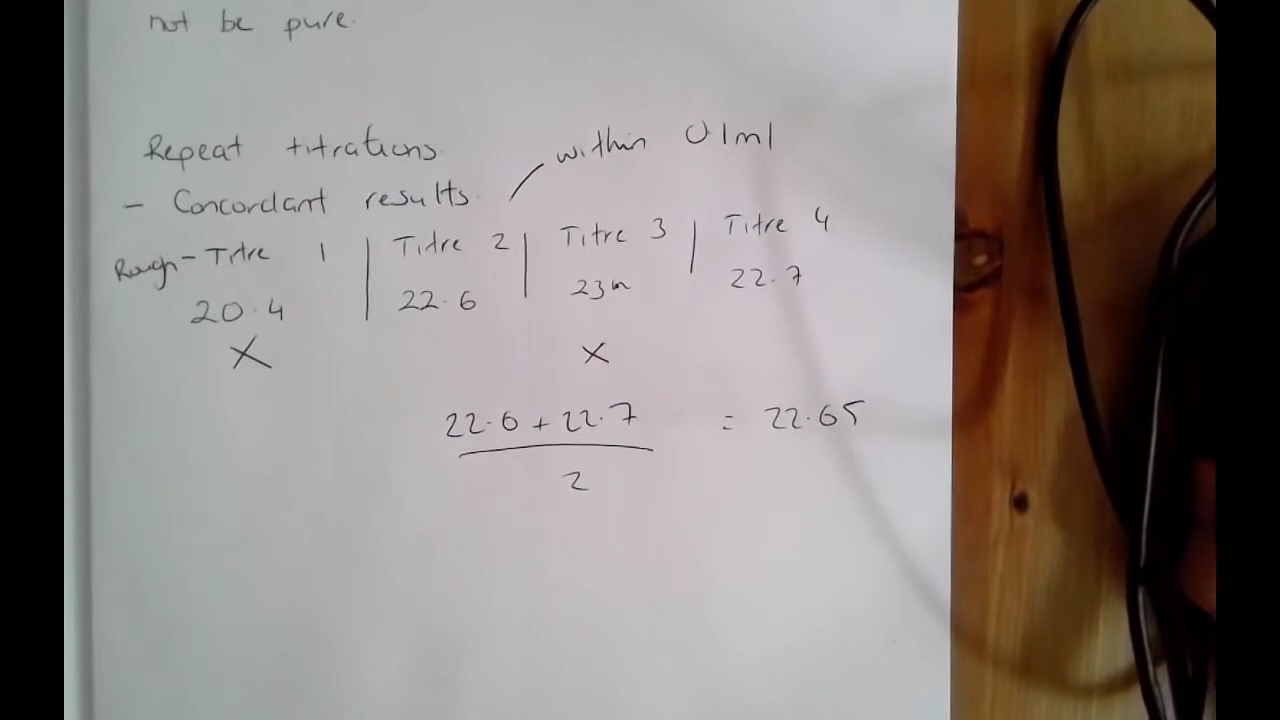 not be pure.
Repeat titrations.
within 0.1ml
- Concordant results.
Rough - Titre 1 | Titre 2 | Titre 3 | Titre 4
20.4 22.6 22.7
X X
22.6 + 22.7 = 22.65
2